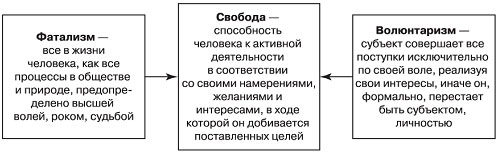 Фатализм —
все в жизни
человека, как все
процессы в обществе
и природе, предопре-
делено высшей
волей, роком, судьбой
Свобода —
способность
человека к активной
деятельности
в соответствии
со своими намерениями,
желаниями и
интересами, в ходе
которой он добивается
поставленных целей
Волюнтаризм —
субъект совершает все
поступки исключительно
по своей воле, реализуя
свои интересы, иначе он,
формально, перестает
быть субъектом,
личностью